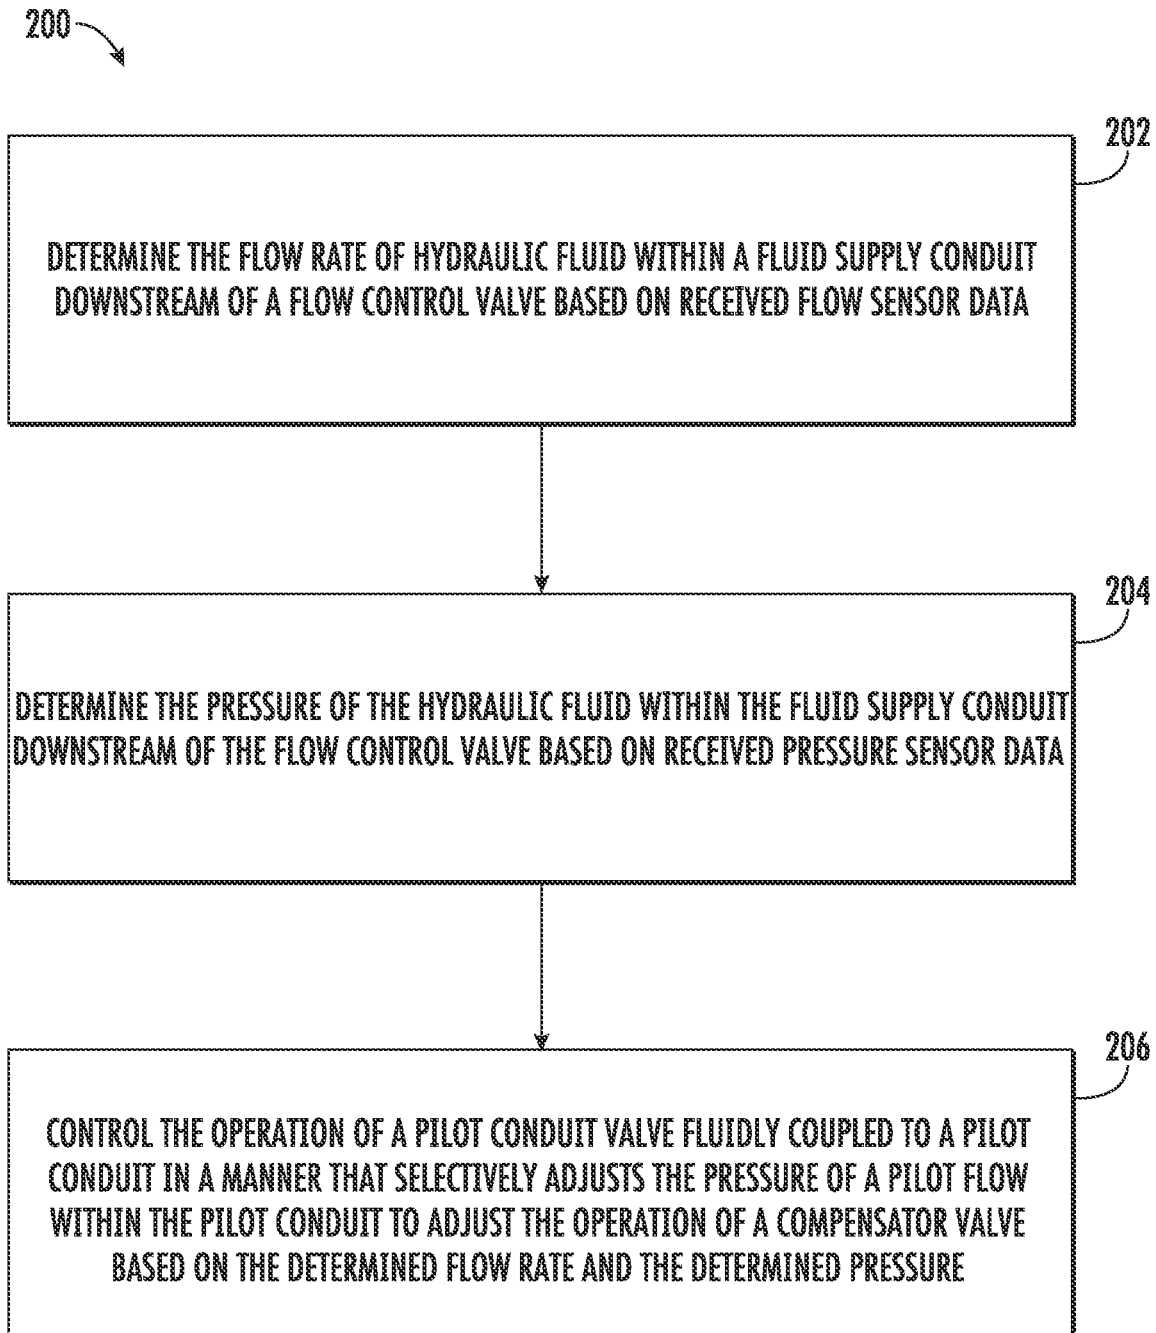 200
202
DETERMINE THE FLOW RATE OF HYDRAULIC FLUID WITHIN A FLUID SUPPLY CONDUIT
DOWNSTREAM OF A FLOW CONTROL VALVE BASED ON RECEIVED FLOW SENSOR DATA
204
DETERMINE THE PRESSURE OF THE HYDRAULIC FLUID WITHIN THE FLUID SUPPLY CONDUIT
DOWNSTREAM OF THE FLOW CONTROL VALVE BASED ON RECEIVED PRESSURE SENSOR DATA
206
CONTROL THE OPERATION OF A PILOT CONDUIT VALVE FLUIDLY COUPLED TO A PILOT
CONDUIT IN A MANNER THAT SELECTIVELY ADJUSTS THE PRESSURE OF A PILOT FLOW
WITHIN THE PILOT CONDUIT TO ADJUST THE OPERATION OF A COMPENSATOR VALVE
BASED ON THE DETERMINED FLOW RATE AND THE DETERMINED PRESSURE